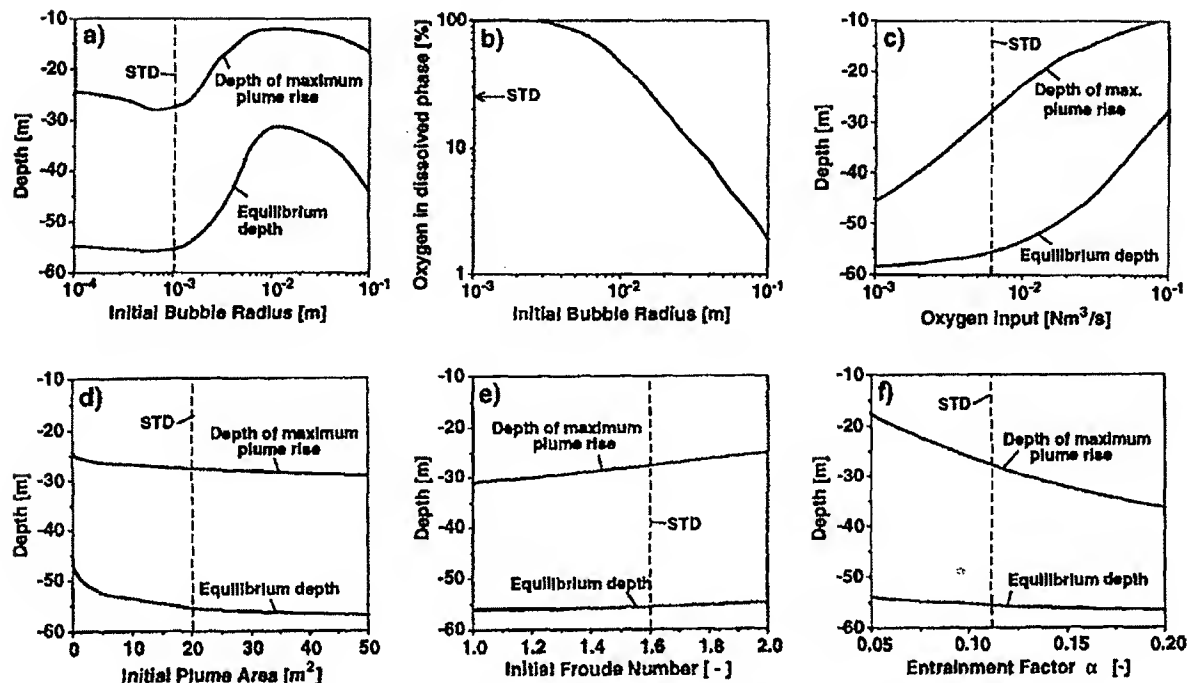 a)
Depth [m]
-10
-20
-30
-40
-50
-60
STD
Depth of maximum
plume rise
Equilibrium
depth
10-4
10-3
10-2
10-1
Initial Bubble Radius [m]
b)
Oxygen in dissolved phase [%]
100
10
1
STD
10-3
10-2
10-1
Initial Bubble Radius [m]
c)
Depth [m]
-10
-20
-30
-40
-50
-60
STD
Depth of max.
plume rise
Equilibrium depth
10-3
10-2
10-1
Oxygen Input [Nm3/s]
d)
Depth [m]
-10
-20
-30
-40
-50
-60
STD
Depth of maximum
plume rise
Equilibrium depth
0
10
20
30
40
50
Initial Plume Area [m2]
e)
Depth [m]
-10
-20
-30
-40
-50
-60
Depth of maximum
plume rise
STD
Equilibrium depth
1.0
1.2
1.4
1.6
1.8
2.0
Initial Froude Number [-]
f)
Depth [m]
-10
-20
-30
-40
-50
-60
STD
Depth of maximum
plume rise
Equilibrium depth
0.05
0.10
0.15
0.20
Entrainment Factor α [-]